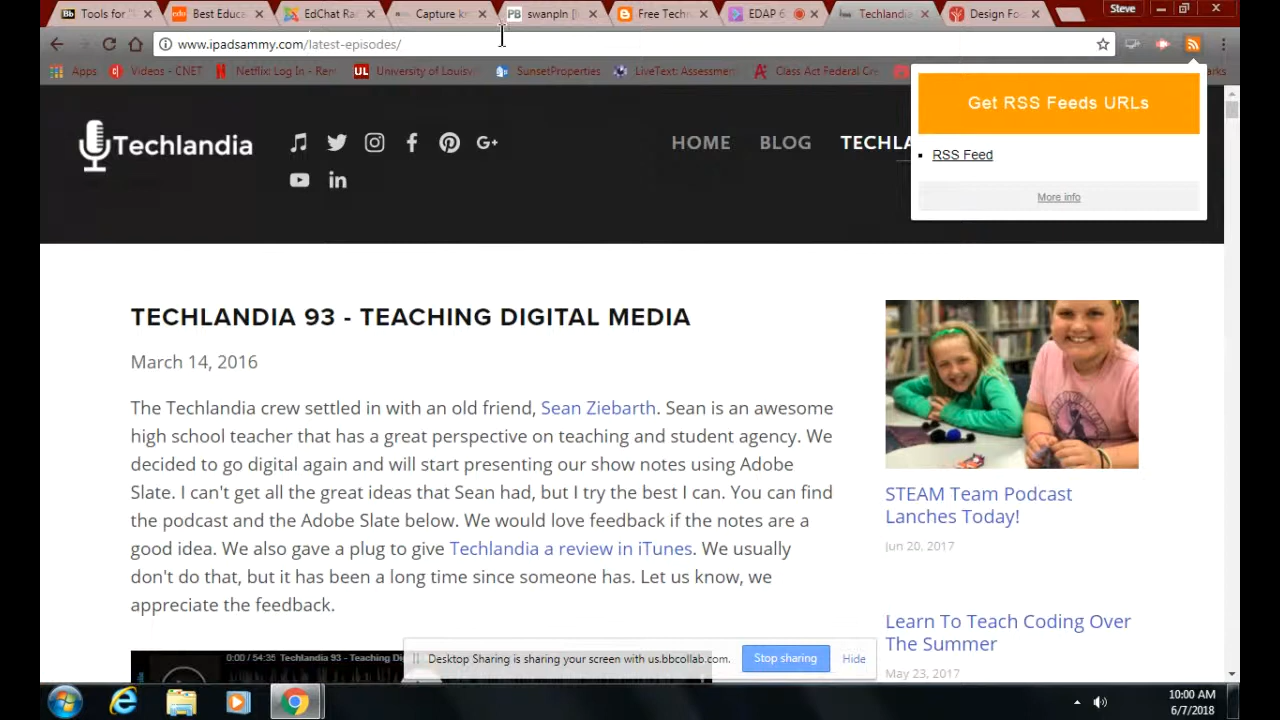 Tools for " Best Educa EdChat Ra Capture k swanpln [ Free Techn EDAP 6 Techlandia Design Fo Steve
www.ipadsammy.com/latest-episodes/
Apps Videos - CNET Netflix: Log In - Ren University of Louisv SunsetProperties LiveText: Assessmen Class Act Federal Cre
Get RSS Feeds URLs
RSS Feed
More info
Techlandia HOME BLOG TECHLA
TECHLANDIA 93 - TEACHING DIGITAL MEDIA
March 14, 2016
The Techlandia crew settled in with an old friend, Sean Ziebarth. Sean is an awesome
high school teacher that has a great perspective on teaching and student agency. We
decided to go digital again and will start presenting our show notes using Adobe
Slate. I can't get all the great ideas that Sean had, but I try the best I can. You can find
the podcast and the Adobe Slate below. We would love feedback if the notes are a
good idea. We also gave a plug to give Techlandia a review in iTunes. We usually
don't do that, but it has been a long time since someone has. Let us know, we
appreciate the feedback.
STEAM Team Podcast
Lanches Today!
Jun 20, 2017
Learn To Teach Coding Over
The Summer
May 23, 2017
0:00 / 54:35 Techlandia 93 - Teaching Di
Desktop Sharing is sharing your screen with us.bbcollab.com. Stop sharing Hide
10:00 AM
6/7/2018